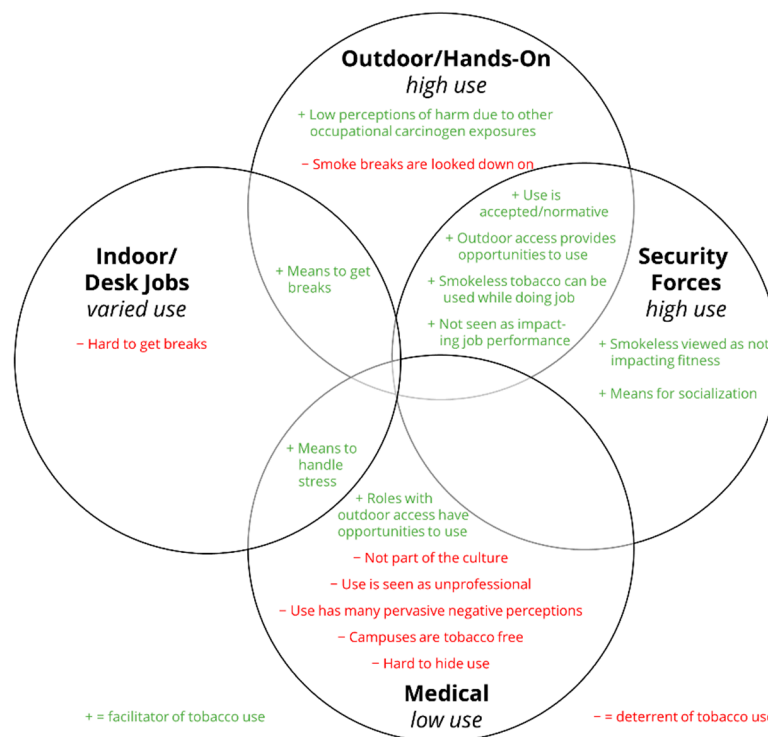 Outdoor/Hands-On
high use
+ Low perceptions of harm due to other
occupational carcinogen exposures
− Smoke breaks are looked down on
+ Use is
accepted/normative
+ Outdoor access provides
opportunities to use
+ Smokeless tobacco can be
used while doing job
+ Not seen as impact-
ing job performance
Indoor/
Desk Jobs
varied use
− Hard to get breaks
+ Means to get
breaks
Security
Forces
high use
+ Smokeless viewed as not
impacting fitness
+ Means for socialization
+ Means to
handle
stress
+ Roles with
outdoor access have
opportunities to use
− Not part of the culture
− Use is seen as unprofessional
− Use has many pervasive negative perceptions
− Campuses are tobacco free
− Hard to hide use
Medical
low use
+ = facilitator of tobacco use
− = deterrent of tobacco use